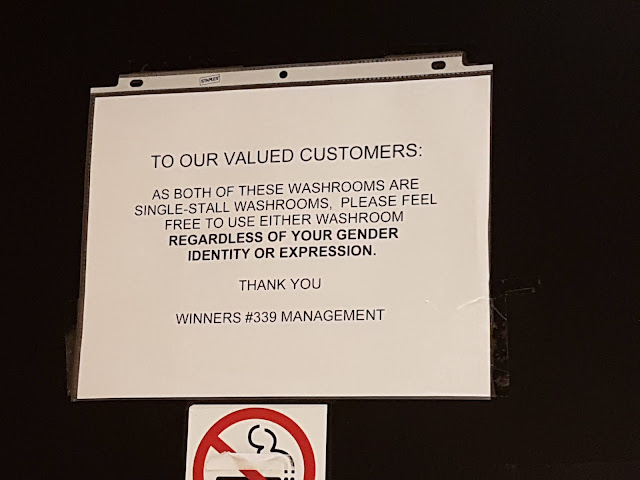 STAPLES
TO OUR VALUED CUSTOMERS:
AS BOTH OF THESE WASHROOMS ARE
SINGLE-STALL WASHROOMS, PLEASE FEEL
FREE TO USE EITHER WASHROOM
REGARDLESS OF YOUR GENDER
IDENTITY OR EXPRESSION.
THANK YOU
WINNERS #339 MANAGEMENT